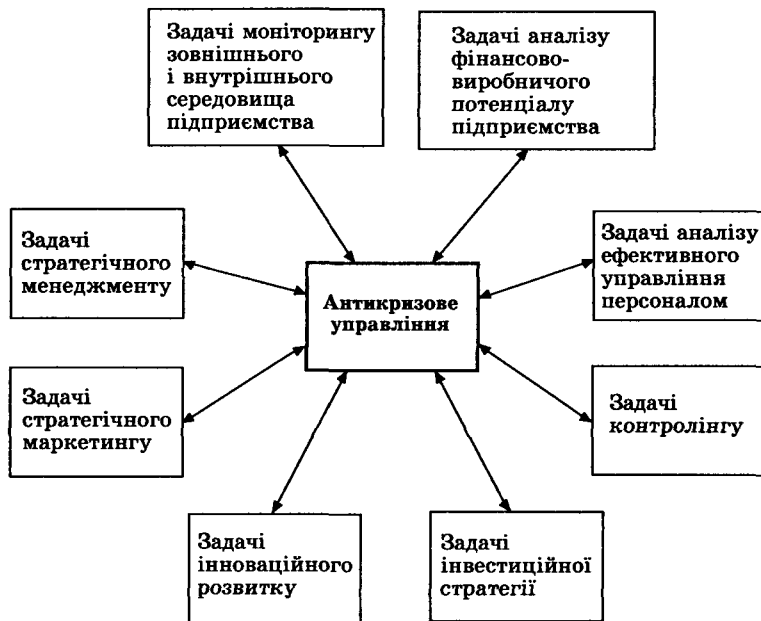 Задачі моніторингу
зовнішнього
і внутрішнього
середовища
підприємства
Задачі аналізу
фінансово-
виробничого
потенціалу
підприємства
Задачі
стратегічного
менеджменту
Антикризове
управління
Задачі аналізу
ефективного
управління
персоналом
Задачі
стратегічного
маркетингу
Задачі
контролінгу
Задачі
інноваційного
розвитку
Задачі
інвестиційної
стратегії